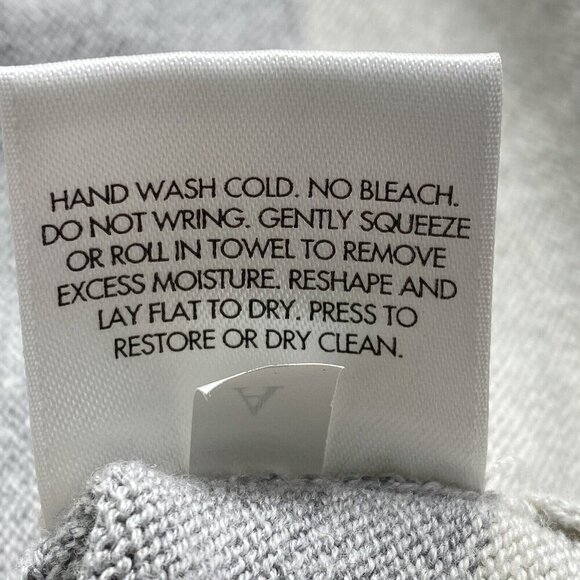 HAND WASH COLD. NO BLEACH.
DO NOT WRING. GENTLY SQUEEZE
OR ROLL IN TOWEL TO REMOVE
EXCESS MOISTURE. RESHAPE AND
LAY FLAT TO DRY. PRESS TO
RESTORE OR DRY CLEAN.